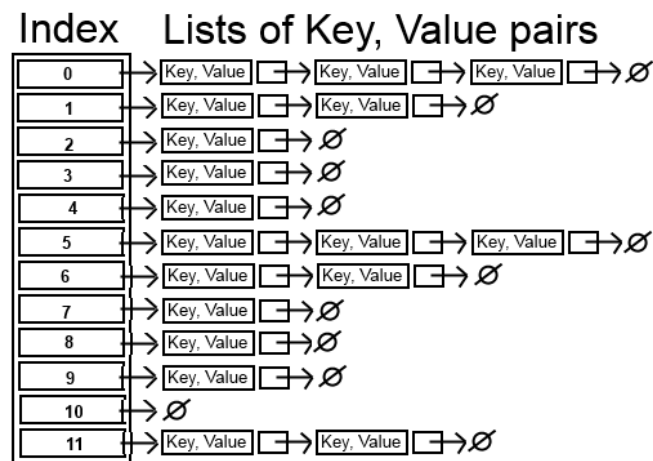 Index Lists of Key, Value pairs
0 Key, Value Key, Value Key, Value Ø
1 Key, Value Key, Value Ø
2 Key, Value Ø
3 Key, Value Ø
4 Key, Value Ø
5 Key, Value Key, Value Key, Value Ø
6 Key, Value Key, Value Ø
7 Key, Value Ø
8 Key, Value Ø
9 Key, Value Ø
10 Ø
11 Key, Value Key, Value Ø